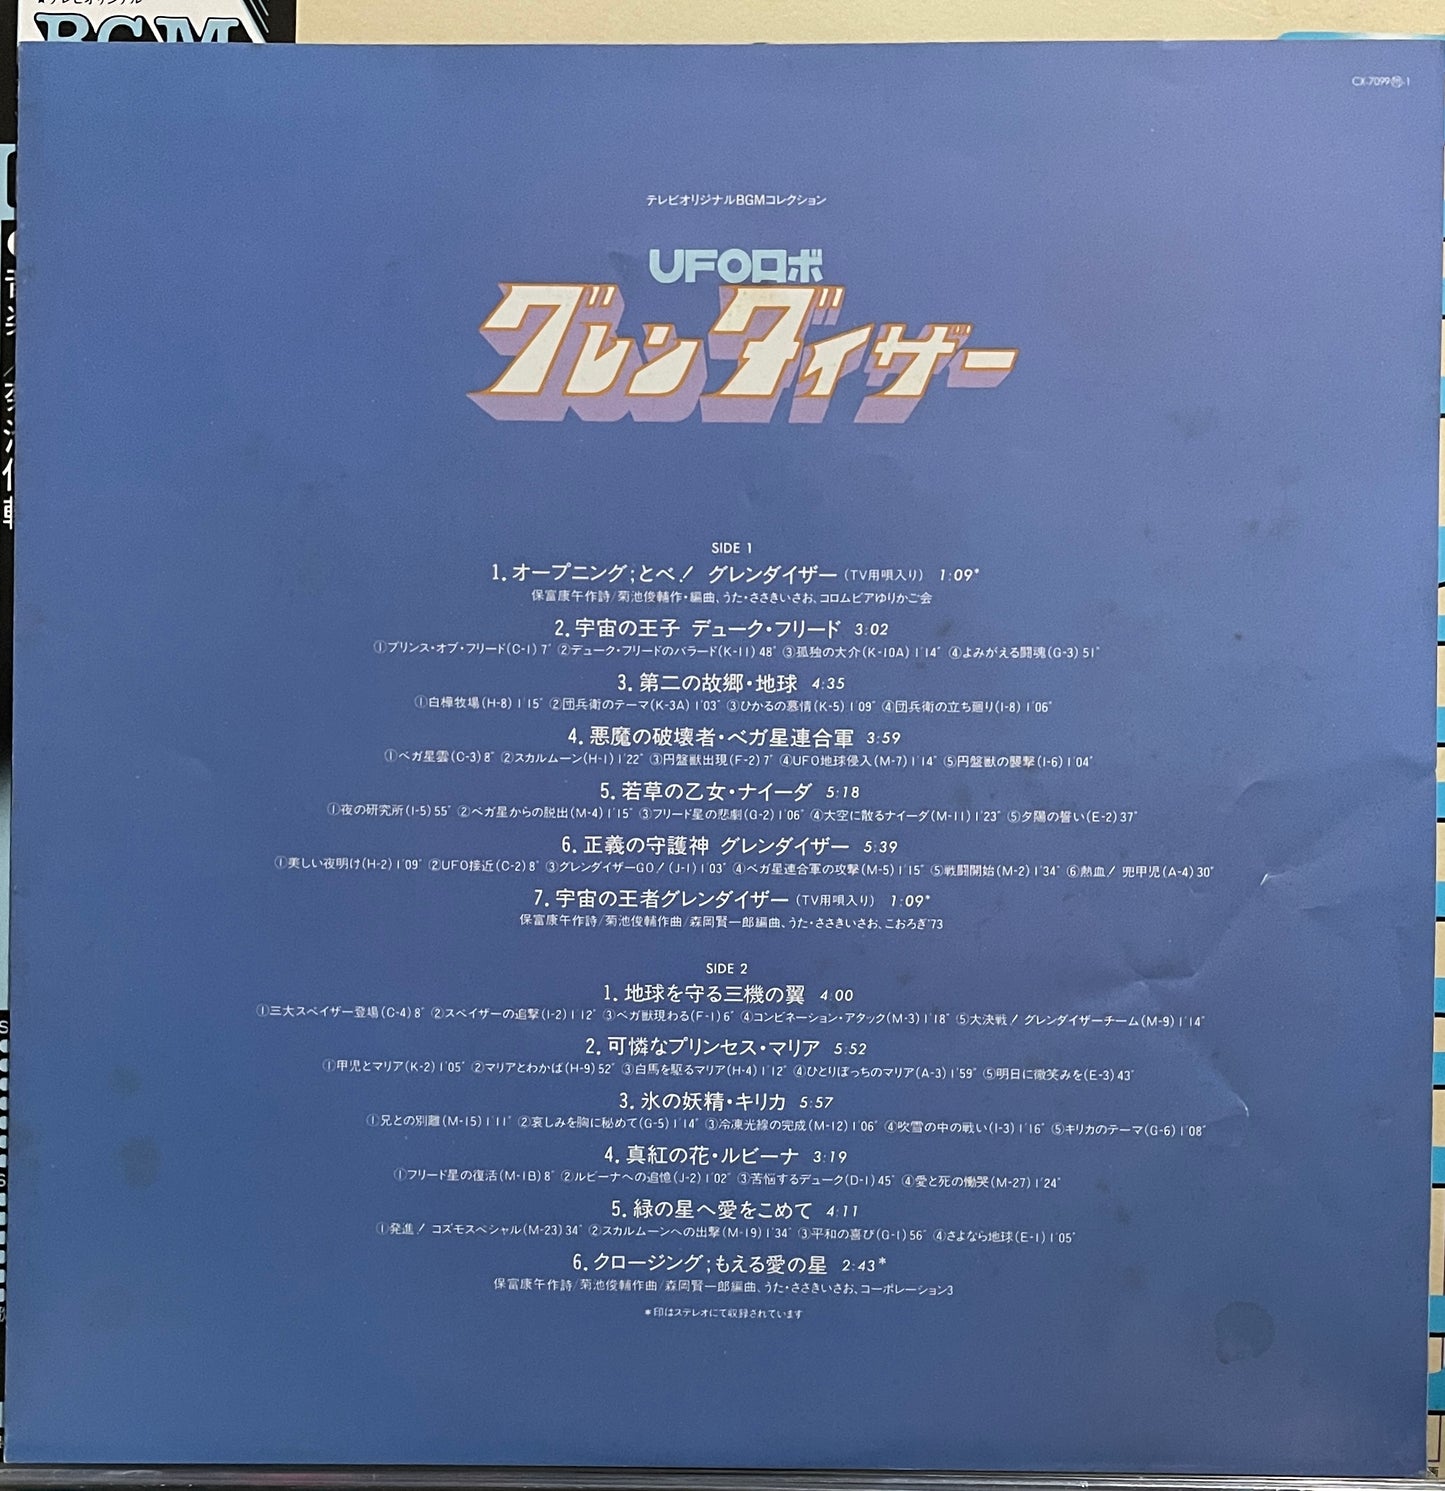 BGM
CX-7099
テレビオリジナルBGMコレクション
UFOロボ
グレンダイザー
SIDE 1
1. オープニング;とべ! グレンダイザー (TV用唄入り) 1:09*
保富康午作詩/菊池俊輔作・編曲、うた・ささきいさお、コロムビアゆりかご会
2. 宇宙の王子 デューク・フリード 3:02
①プリンス・オブ・フリード(C-1) 7" ②デューク・フリードのバラード(K-11) 48" ③孤独の大介(K-10A) 1'14" ④よみがえる闘魂(G-3) 51"
3. 第二の故郷・地球 4:35
①白樺牧場(H-8) 1'15" ②団兵衛のテーマ(K-3A) 1'03" ③ひかるの慕情(K-5) 1'09" ④団兵衛の立ち廻り(I-8) 1'06"
4. 悪魔の破壊者・ベガ星連合軍 3:59
①ベガ星雲(C-3) 8" ②スカルムーン(H-1) 1'22" ③円盤獣出現(F-2) 7" ④UFO地球侵入(M-7) 1'14" ⑤円盤獣の襲撃(I-6) 1'04"
5. 若草の乙女・ナイーダ 5:18
①夜の研究所(I-5) 55" ②ベガ星からの脱出(M-4) 1'15" ③フリード星の悲劇(G-2) 1'06" ④大空に散るナイーダ(M-11) 1'23" ⑤夕陽の誓い(E-2) 37"
6. 正義の守護神 グレンダイザー 5:39
①美しい夜明け(H-2) 1'09" ②UFO接近(C-2) 8" ③グレンダイザーGO!(J-1) 1'03" ④ベガ星連合軍の攻撃(M-5) 1'15" ⑤戦闘開始(M-2) 1'34" ⑥熱血! 兜甲児(A-4) 30"
7. 宇宙の王者グレンダイザー (TV用唄入り) 1:09*
保富康午作詩/菊池俊輔作曲/森岡賢一郎編曲、うた・ささきいさお、こおろぎ'73
SIDE 2
1. 地球を守る三機の翼 4:00
①三大スペイザー登場(C-4) 8" ②スペイザーの追撃(I-2) 1'12" ③ベガ獣現わる(F-1) 6" ④コンビネーション・アタック(M-3) 1'18" ⑤大決戦! グレンダイザーチーム(M-9) 1'14"
2. 可憐なプリンセス・マリア 5:52
①甲児とマリア(K-2) 1'05" ②マリアとわかば(H-9) 52" ③白馬を駆るマリア(H-4) 1'12" ④ひとりぼっちのマリア(A-3) 1'59" ⑤明日に微笑みを(E-3) 43"
3. 氷の妖精・キリカ 5:57
①兄との別離(M-15) 1'11" ②哀しみを胸に秘めて(G-5) 1'14" ③冷凍光線の完成(M-12) 1'06" ④吹雪の中の戦い(I-3) 1'16" ⑤キリカのテーマ(G-6) 1'08"
4. 真紅の花・ルビーナ 3:19
①フリード星の復活(M-1B) 8" ②ルビーナへの追憶(J-2) 1'02" ③苦悩するデューク(D-1) 45" ④愛と死の慟哭(M-27) 1'24"
5. 緑の星へ愛をこめて 4:11
①発進! コズモスペシャル(M-23) 34" ②スカルムーンへの出撃(M-19) 1'34" ③平和の喜び(G-1) 56" ④さよなら地球(E-1) 1'05"
6. クロージング;もえる愛の星 2:43*
保富康午作詩/菊池俊輔作曲/森岡賢一郎編曲、うた・ささきいさお、コーポレーション3
*印はステレオにて収録されています